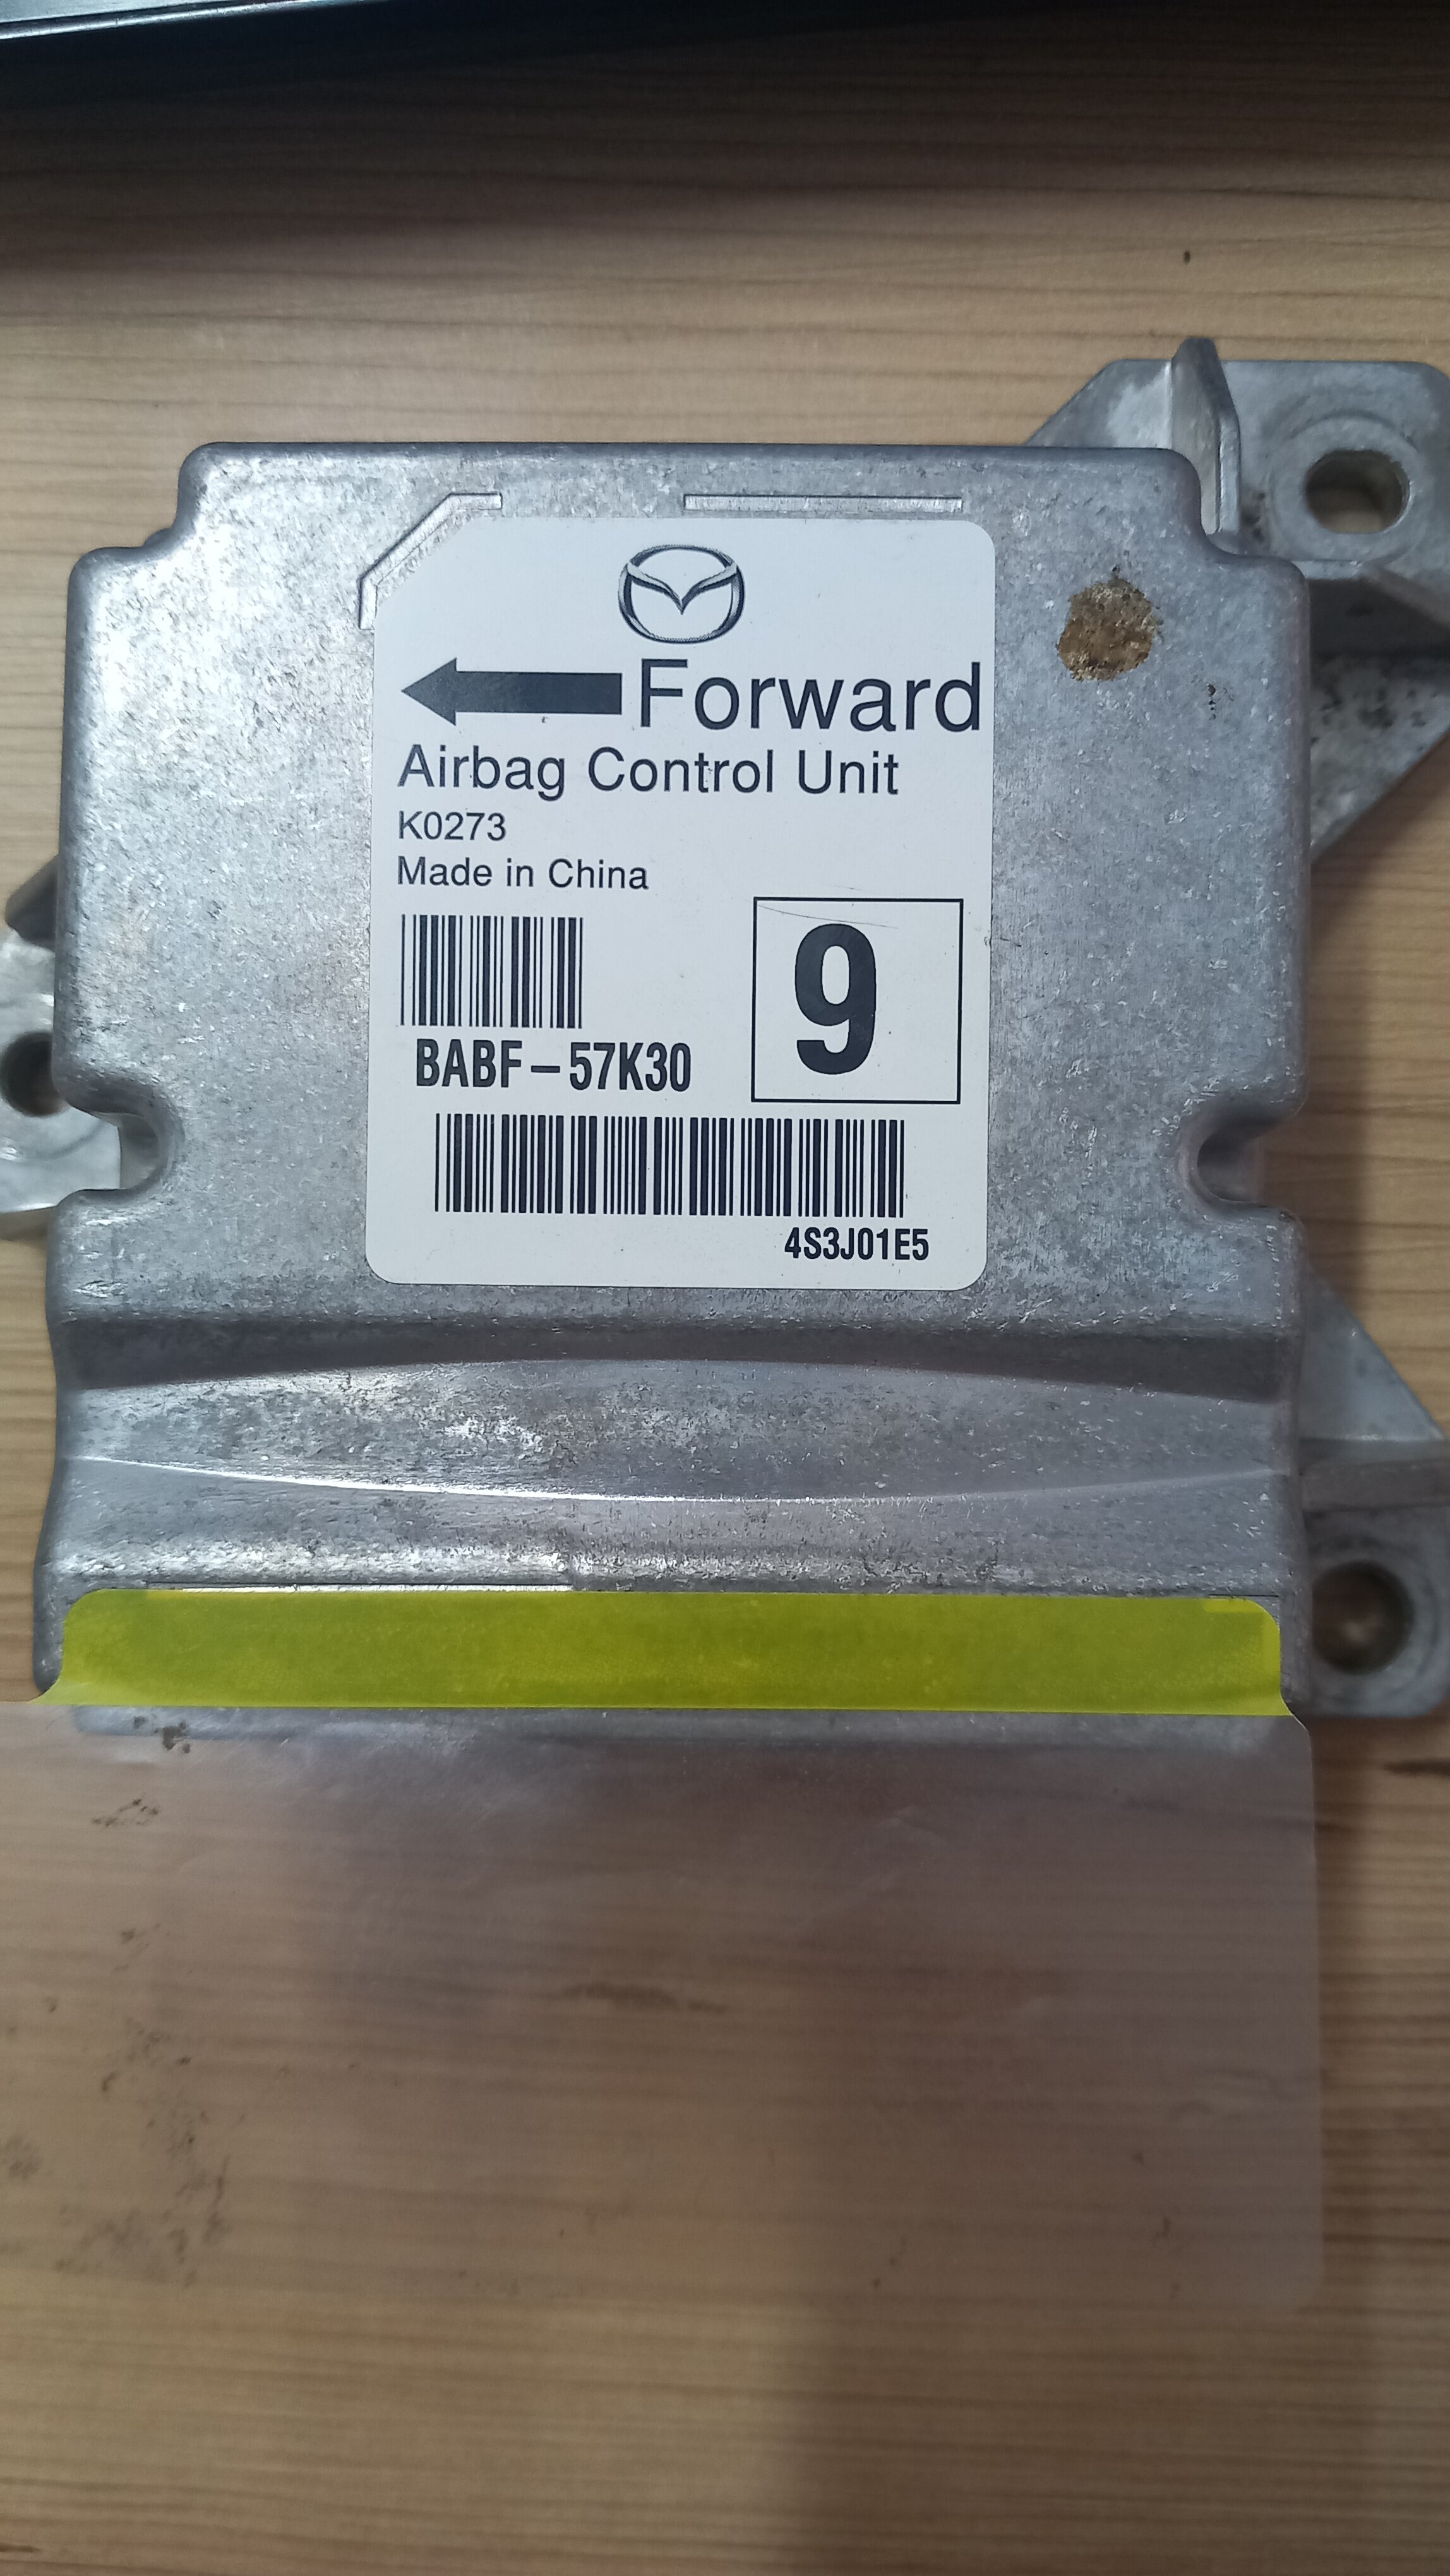 Forward
Airbag Control Unit
K0273
Made in China
9
BABF-57K30
4S3J01E5